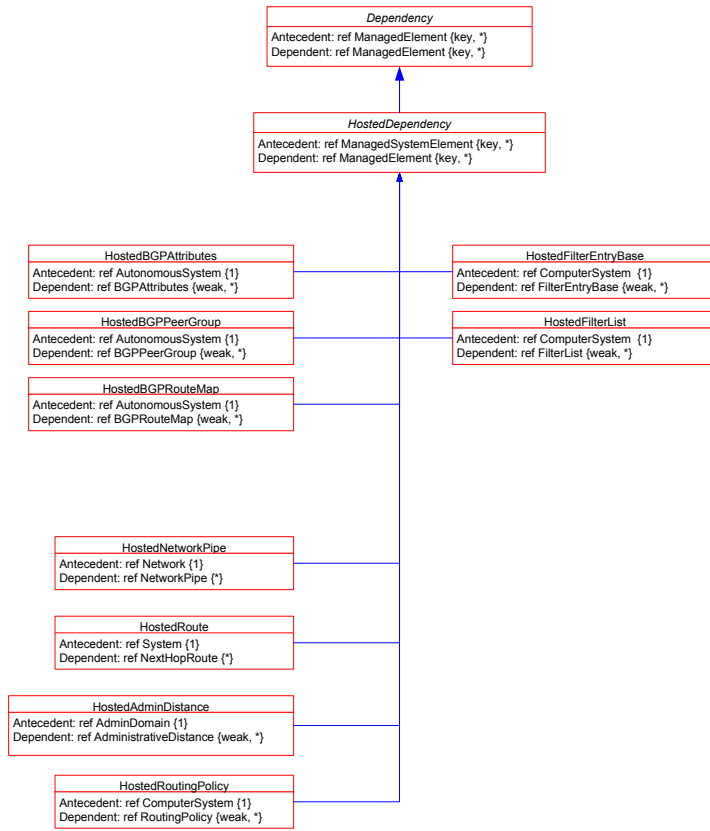 Dependency
Antecedent: ref ManagedElement {key, *}
Dependent: ref ManagedElement {key, *}
HostedDependency
Antecedent: ref ManagedSystemElement {key, *}
Dependent: ref ManagedElement {key, *}
HostedBGPAttributes
Antecedent: ref AutonomousSystem {1}
Dependent: ref BGPAttributes {weak, *}
HostedFilterEntryBase
Antecedent: ref ComputerSystem {1}
Dependent: ref FilterEntryBase {weak, *}
HostedBGPPeerGroup
Antecedent: ref AutonomousSystem {1}
Dependent: ref BGPPeerGroup {weak, *}
HostedFilterList
Antecedent: ref ComputerSystem {1}
Dependent: ref FilterList {weak, *}
HostedBGPRouteMap
Antecedent: ref AutonomousSystem {1}
Dependent: ref BGPRouteMap {weak, *}
HostedNetworkPipe
Antecedent: ref Network {1}
Dependent: ref NetworkPipe {*}
HostedRoute
Antecedent: ref System {1}
Dependent: ref NextHopRoute {*}
HostedAdminDistance
Antecedent: ref AdminDomain {1}
Dependent: ref AdministrativeDistance {weak, *}
HostedRoutingPolicy
Antecedent: ref ComputerSystem {1}
Dependent: ref RoutingPolicy {weak, *}